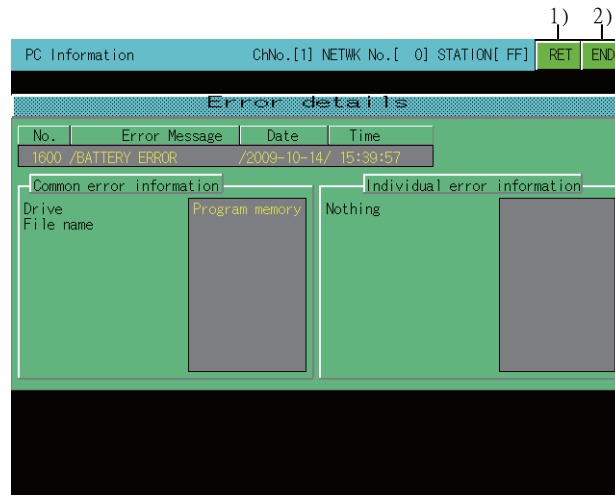 1) 2)
PC Information ChNo.[1] NETWK No.[ 0] STATION[ FF] RET END
Error details
No. Error Message Date Time
1600 /BATTERY ERROR /2009-10-14/ 15:39:57
Common error information Individual error information
Drive Program memory Nothing
File name